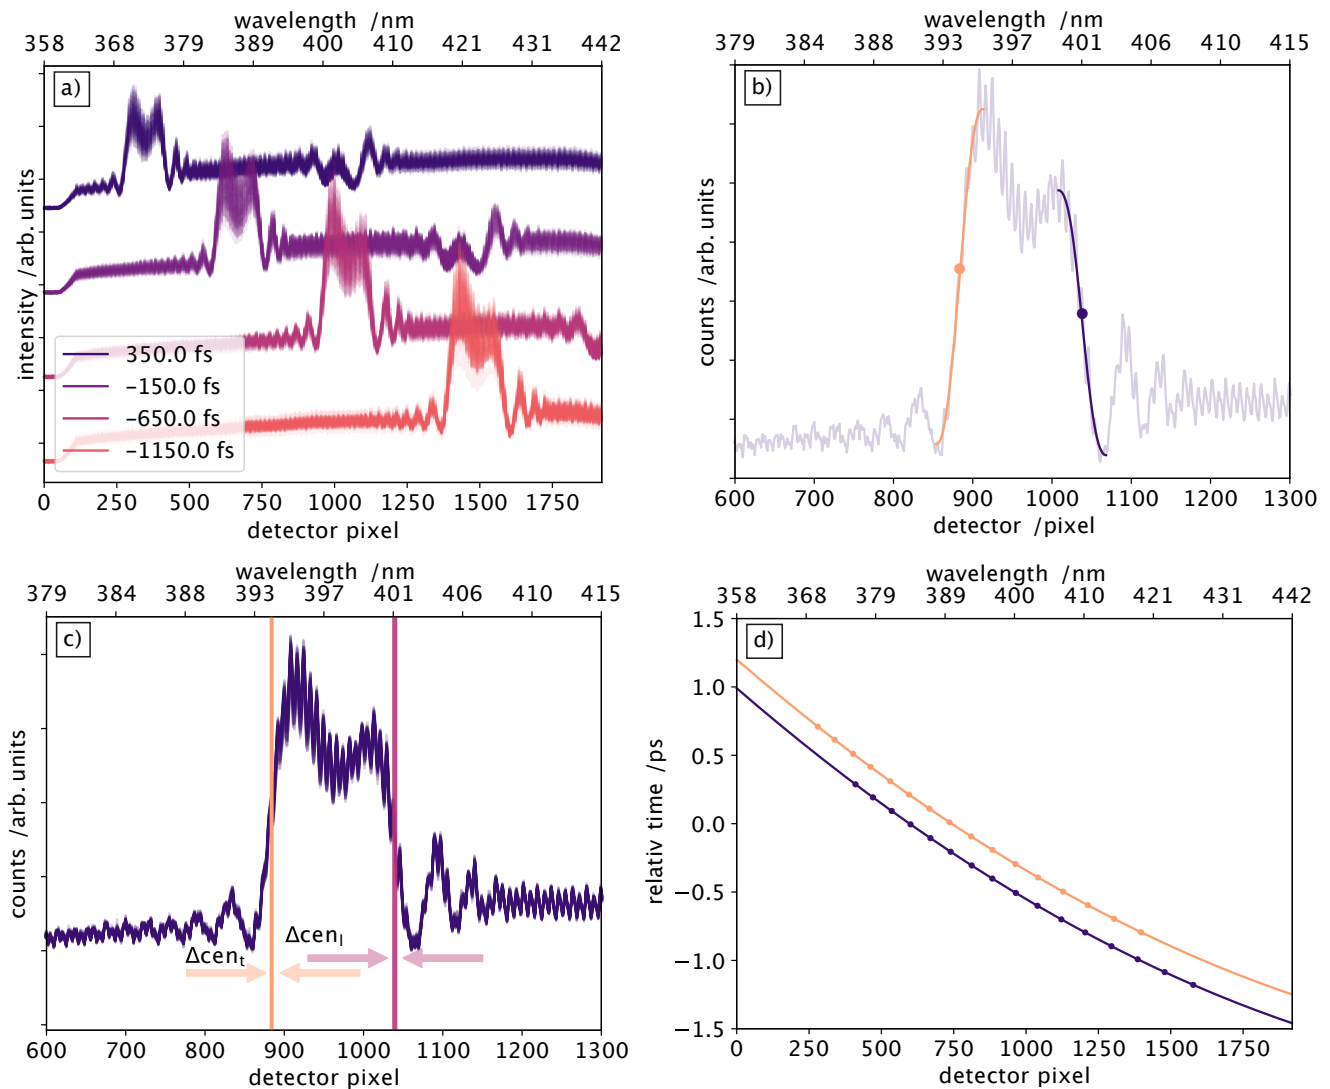 wavelength /nm
358 368 379 389 400 410 421 431 442
a)
intensity /arb. units
350.0 fs
−150.0 fs
−650.0 fs
−1150.0 fs
0 250 500 750 1000 1250 1500 1750
detector pixel
wavelength /nm
379 384 388 393 397 401 406 410 415
b)
counts /arb. units
600 700 800 900 1000 1100 1200 1300
detector /pixel
wavelength /nm
379 384 388 393 397 401 406 410 415
c)
counts /arb. units
Δcen_l
Δcen_t
600 700 800 900 1000 1100 1200 1300
detector pixel
wavelength /nm
358 368 379 389 400 410 421 431 442
d)
relativ time /ps
1.5
1.0
0.5
0.0
−0.5
−1.0
−1.5
0 250 500 750 1000 1250 1500 1750
detector pixel